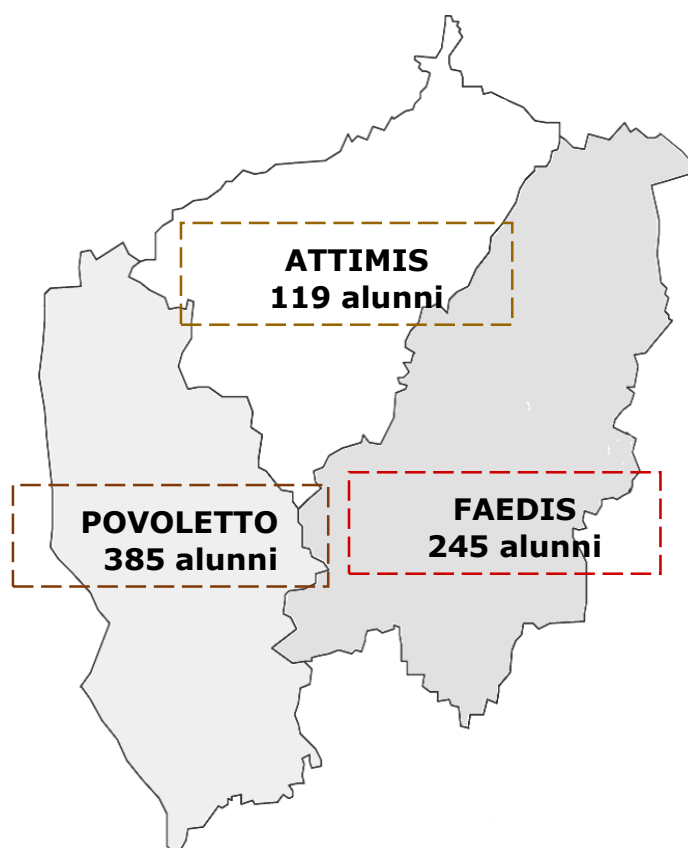 ATTIMIS
119 alunni
POVOLETTO
385 alunni
FAEDIS
245 alunni